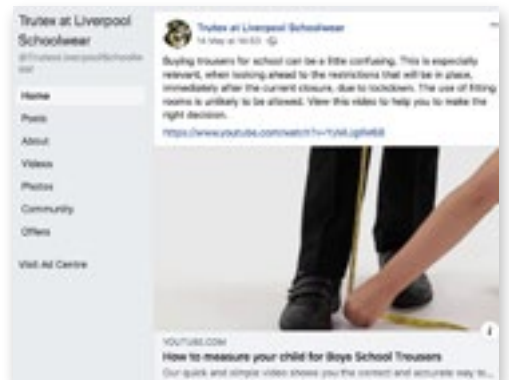 Trutex at Liverpool
Schoolwear
Home
Posts
About
Videos
Photos
Community
Offers
Visit Ad Centre
Trutex at Liverpool Schoolwear
14 May at
Buying trousers for school can be a little confusing. This is especially
relevant, when looking ahead to the restrictions that will be in place,
immediately after the current closure, due to lockdown. The use of fitting
rooms is unlikely to be allowed. View this video to help you to make the
right decision.
YOUTUBE.COM
How to measure your child for Boys School Trousers
Our quick and simple video shows you the correct and accurate way to...